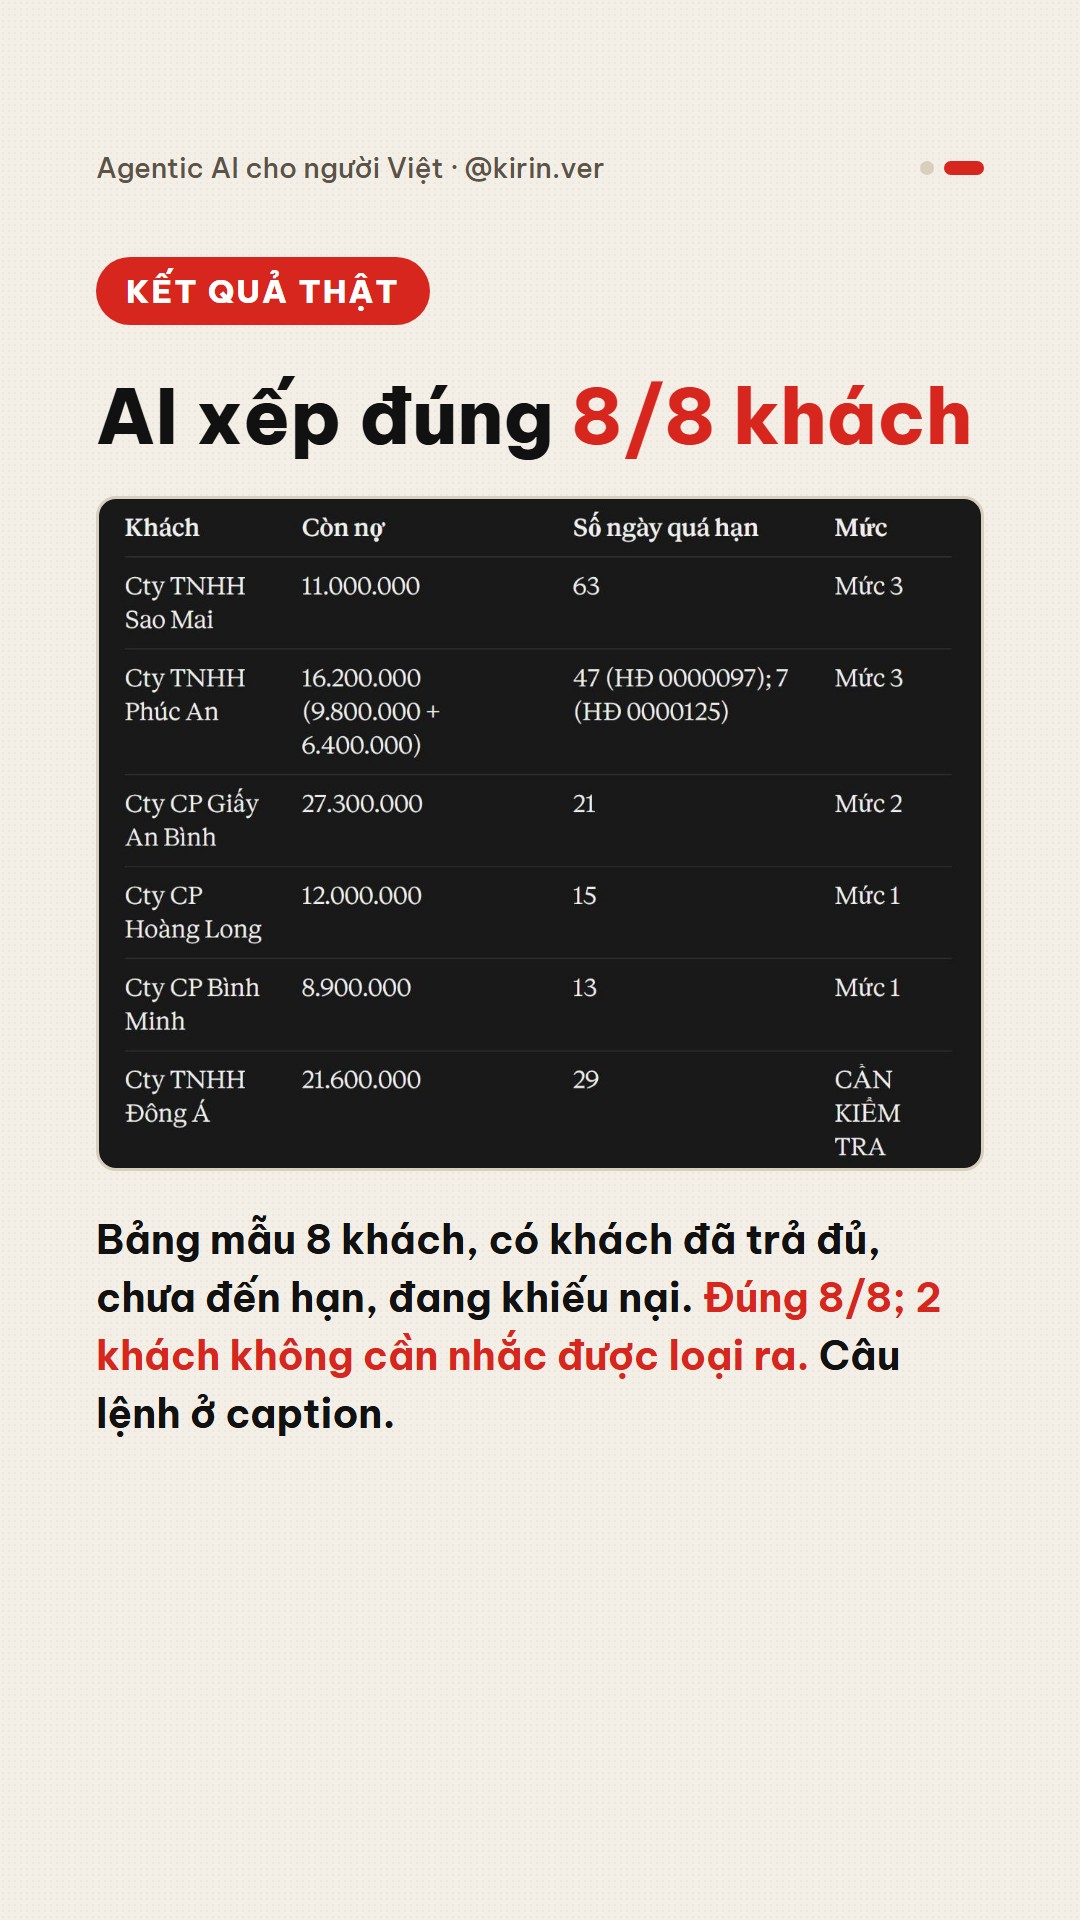 Agentic AI cho người Việt · @kirin.ver
KẾT QUẢ THẬT
AI xếp đúng 8/8 khách
Khách Còn nợ Số ngày quá hạn Mức
Cty TNHH Sao Mai 11.000.000 63 Mức 3
Cty TNHH Phúc An 16.200.000 (9.800.000 + 6.400.000) 47 (HĐ 0000097); 7 (HĐ 0000125) Mức 3
Cty CP Giấy An Bình 27.300.000 21 Mức 2
Cty CP Hoàng Long 12.000.000 15 Mức 1
Cty CP Bình Minh 8.900.000 13 Mức 1
Cty TNHH Đông Á 21.600.000 29 CẦN KIỂM TRA
Bảng mẫu 8 khách, có khách đã trả đủ,
chưa đến hạn, đang khiếu nại. Đúng 8/8; 2
khách không cần nhắc được loại ra. Câu
lệnh ở caption.